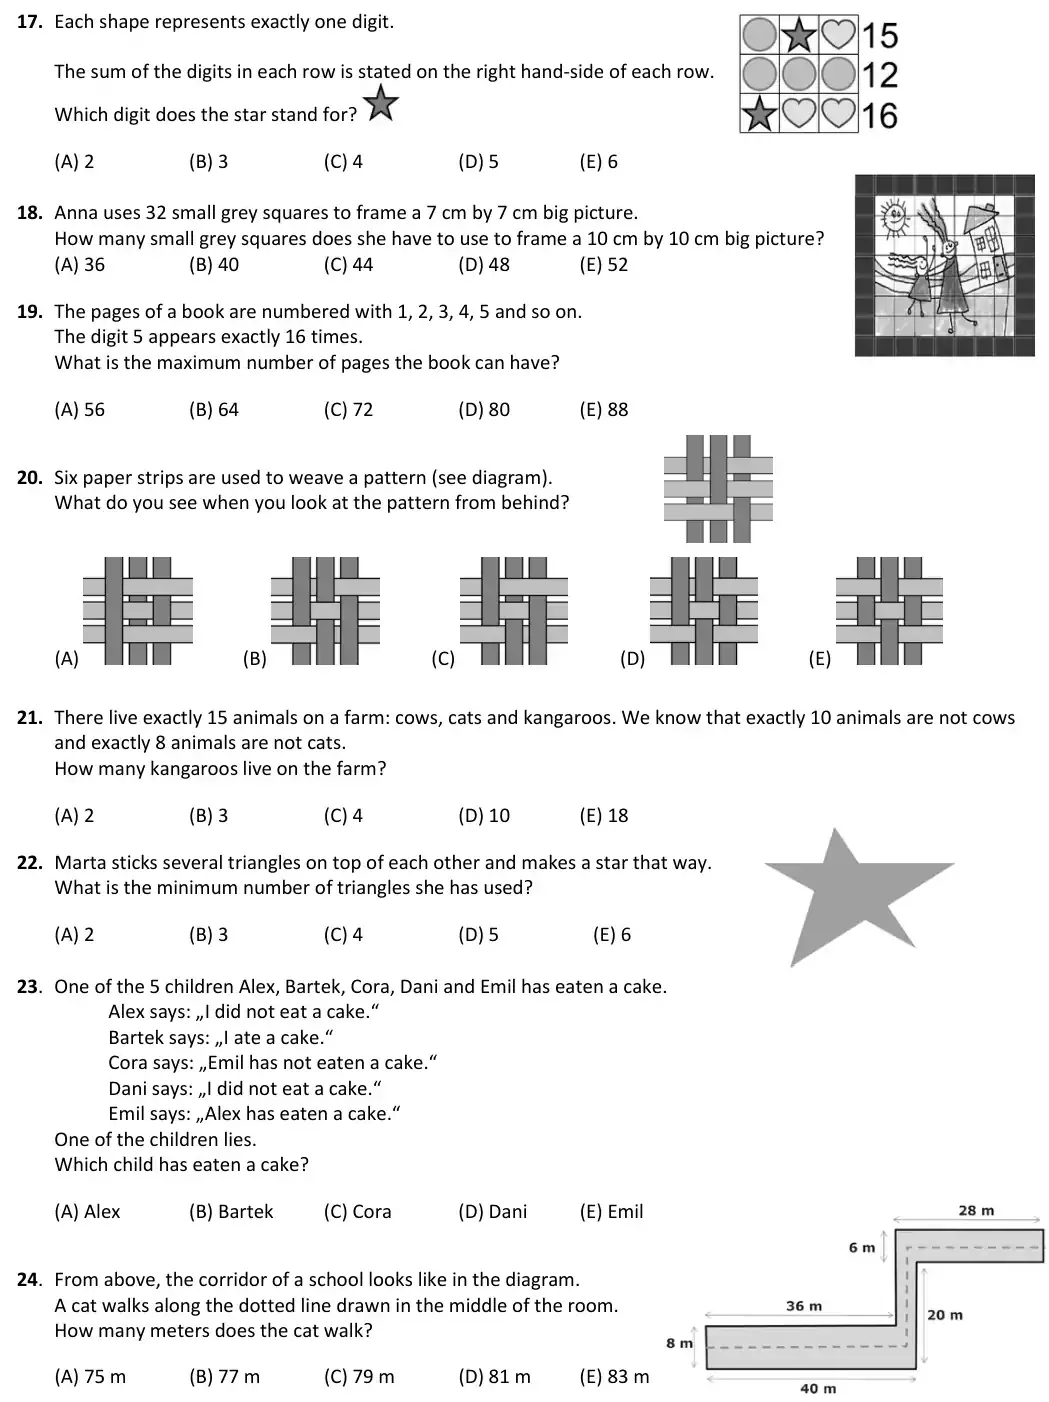 17. Each shape represents exactly one digit.
15
The sum of the digits in each row is stated on the right hand-side of each row.
12
Which digit does the star stand for?
16
(A) 2 (B) 3 (C) 4 (D) 5 (E) 6
18. Anna uses 32 small grey squares to frame a 7 cm by 7 cm big picture.
How many small grey squares does she have to use to frame a 10 cm by 10 cm big picture?
(A) 36 (B) 40 (C) 44 (D) 48 (E) 52
19. The pages of a book are numbered with 1, 2, 3, 4, 5 and so on.
The digit 5 appears exactly 16 times.
What is the maximum number of pages the book can have?
(A) 56 (B) 64 (C) 72 (D) 80 (E) 88
20. Six paper strips are used to weave a pattern (see diagram).
What do you see when you look at the pattern from behind?
(A) (B) (C) (D) (E)
21. There live exactly 15 animals on a farm: cows, cats and kangaroos. We know that exactly 10 animals are not cows
and exactly 8 animals are not cats.
How many kangaroos live on the farm?
(A) 2 (B) 3 (C) 4 (D) 10 (E) 18
22. Marta sticks several triangles on top of each other and makes a star that way.
What is the minimum number of triangles she has used?
(A) 2 (B) 3 (C) 4 (D) 5 (E) 6
23. One of the 5 children Alex, Bartek, Cora, Dani and Emil has eaten a cake.
Alex says: „I did not eat a cake.“
Bartek says: „I ate a cake.“
Cora says: „Emil has not eaten a cake.“
Dani says: „I did not eat a cake.“
Emil says: „Alex has eaten a cake.“
One of the children lies.
Which child has eaten a cake?
(A) Alex (B) Bartek (C) Cora (D) Dani (E) Emil
28 m
6 m
24. From above, the corridor of a school looks like in the diagram.
A cat walks along the dotted line drawn in the middle of the room.
36 m
20 m
How many meters does the cat walk?
8 m
(A) 75 m (B) 77 m (C) 79 m (D) 81 m (E) 83 m
40 m